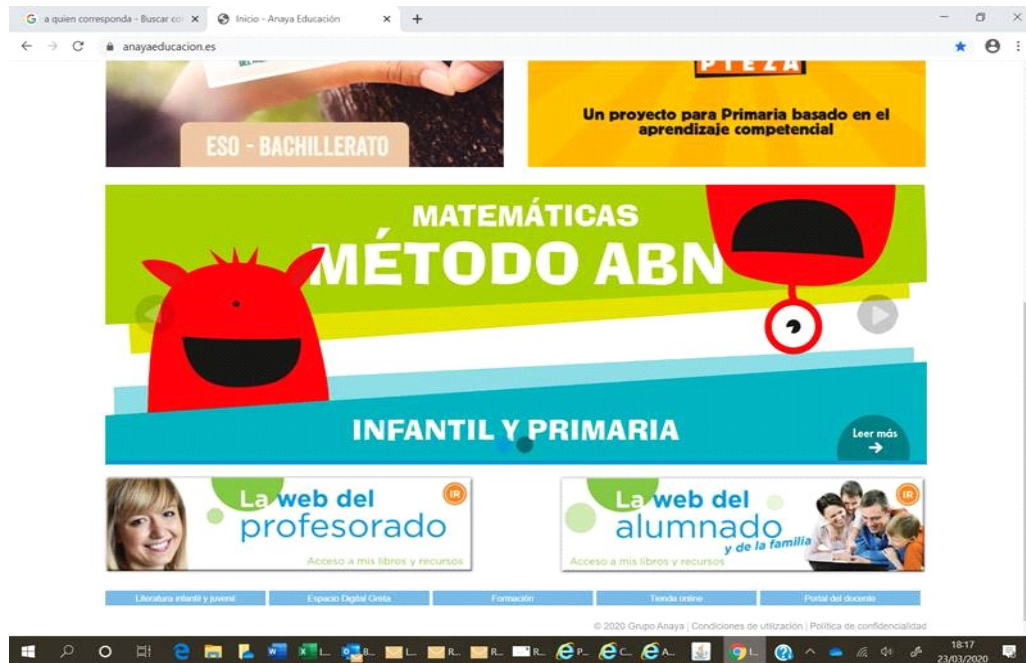 a quien corresponda - Buscar co
Inicio - Anaya Educación
anayaeducacion.es
PIEZA
Un proyecto para Primaria basado en el
aprendizaje competencial
ESO - BACHILLERATO
MATEMÁTICAS
MÉTODO ABN
INFANTIL Y PRIMARIA
Leer más
La web del
profesorado
IR
Acceso a mis libros y recursos
La web del
alumnado
y de la familia
IR
Acceso a mis libros y recursos
Literatura infantil y juvenil
Espacio Digital Greta
Formación
Tienda online
Portal del docente
© 2020 Grupo Anaya | Condiciones de utilización | Política de confidencialidad
L...
B...
L...
R...
R...
R...
P...
C...
A...
L...
18:17
23/03/2020